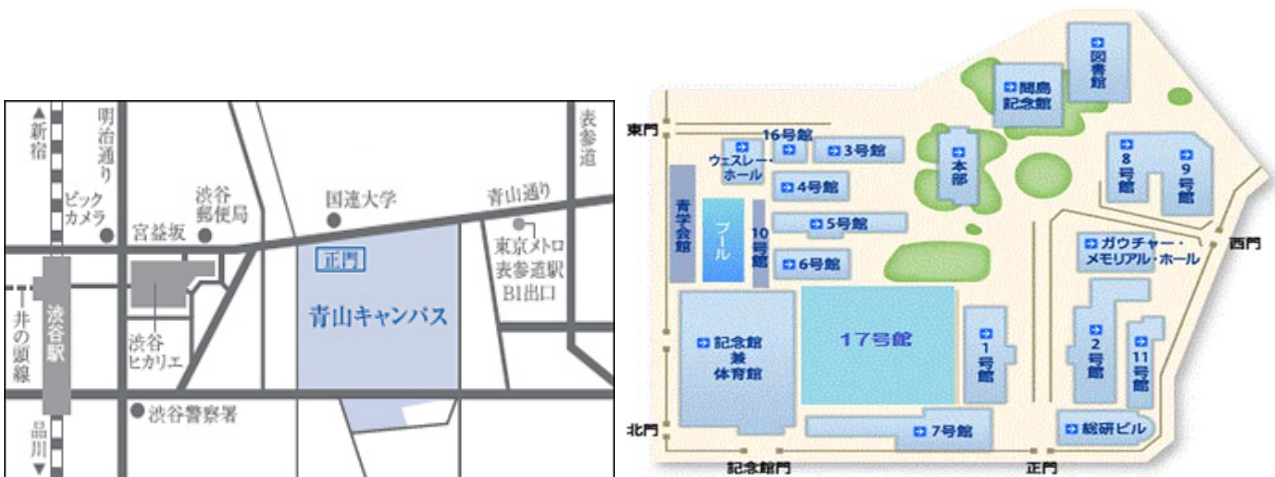 ▲新宿
明治通り
ビック
カメラ
宮益坂
渋谷
郵便局
国連大学
青山通り
表参道
東京メトロ
表参道駅
B1出口
正門
青山キャンパス
渋谷
ヒカリエ
渋谷駅
井の頭線
渋谷警察署
品川▼
図書館
間島
記念館
東門
16号館
ウェスレー・
ホール
3号館
本部
8号館
9号館
4号館
青学会館
プール
10号館
5号館
6号館
西門
ガウチャー・
メモリアル・ホール
記念館
兼
体育館
17号館
1号館
2号館
11号館
北門
7号館
総研ビル
記念館門
正門